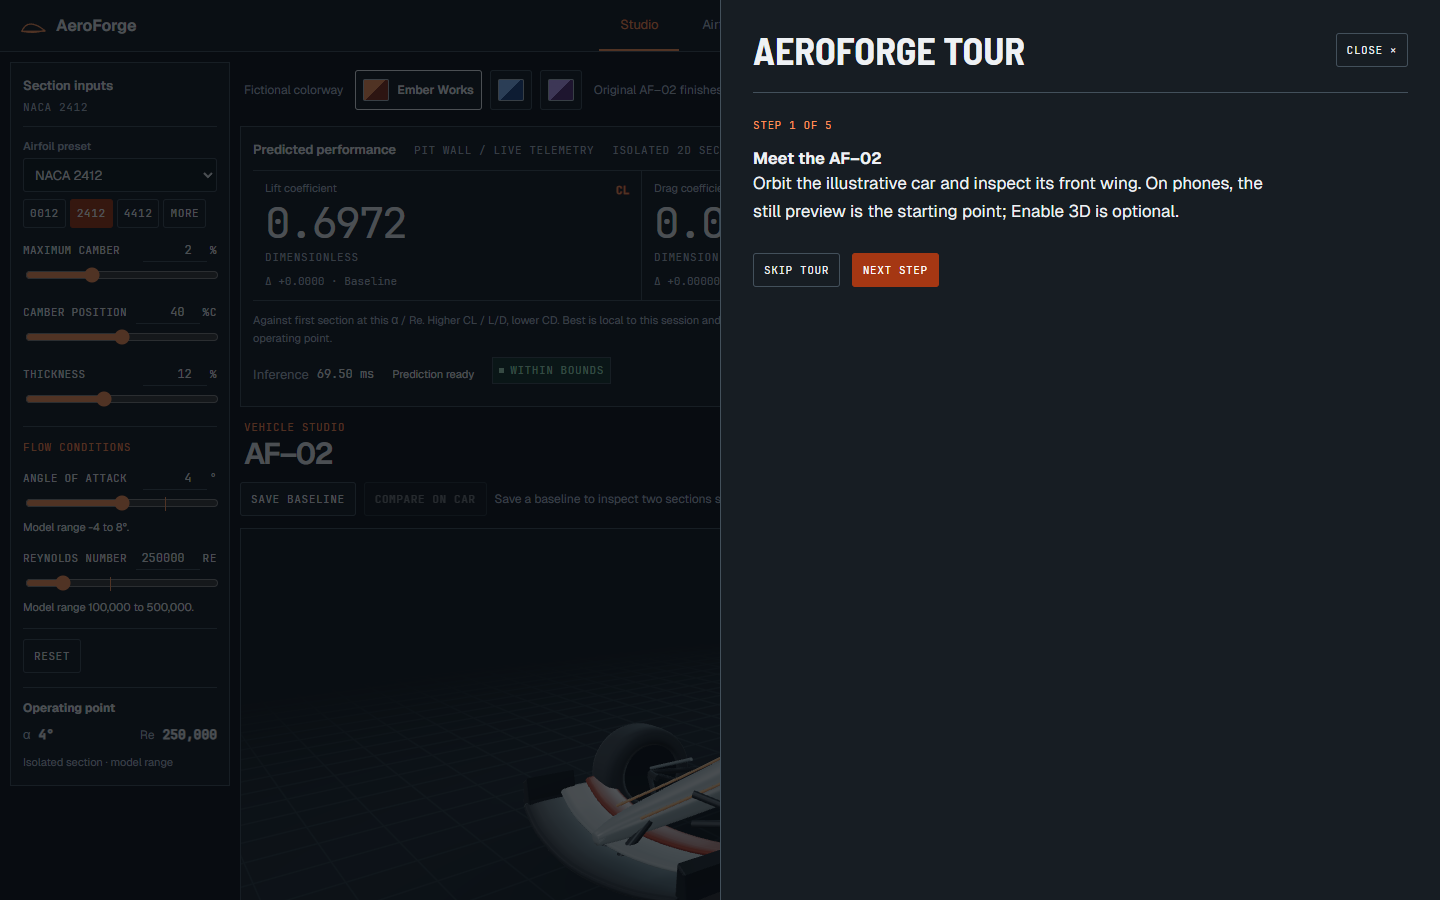 AeroForge
Studio
Section inputs
NACA 2412
Airfoil preset
NACA 2412
0012 2412 4412 MORE
MAXIMUM CAMBER 2 %
CAMBER POSITION 40 %C
THICKNESS 12 %
FLOW CONDITIONS
ANGLE OF ATTACK 4 °
Model range -4 to 8°.
REYNOLDS NUMBER 250000 RE
Model range 100,000 to 500,000.
RESET
Operating point
α 4° Re 250,000
Isolated section · model range
Fictional colorway Ember Works Original AF–02 finishes
Predicted performance PIT WALL / LIVE TELEMETRY ISOLATED 2D SEC
Lift coefficient CL
0.6972
DIMENSIONLESS
Δ +0.0000 · Baseline
Drag coefficie
0.0
DIMENSION
Δ +0.00000
Against first section at this α / Re. Higher CL / L/D, lower CD. Best is local to this session and
operating point.
Inference 69.50 ms Prediction ready WITHIN BOUNDS
VEHICLE STUDIO
AF–02
SAVE BASELINE COMPARE ON CAR Save a baseline to inspect two sections s
AEROFORGE TOUR
CLOSE ×
STEP 1 OF 5
Meet the AF–02
Orbit the illustrative car and inspect its front wing. On phones, the
still preview is the starting point; Enable 3D is optional.
SKIP TOUR NEXT STEP